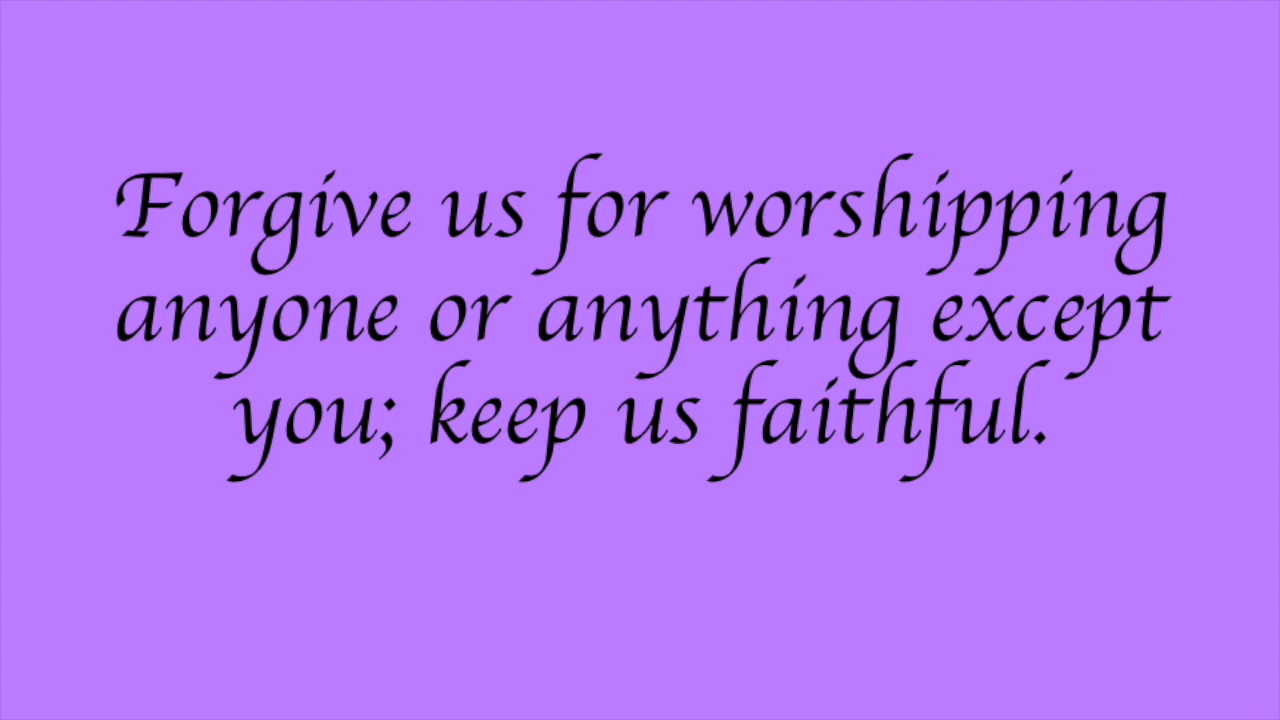 Forgive us for worshipping
anyone or anything except
you; keep us faithful.